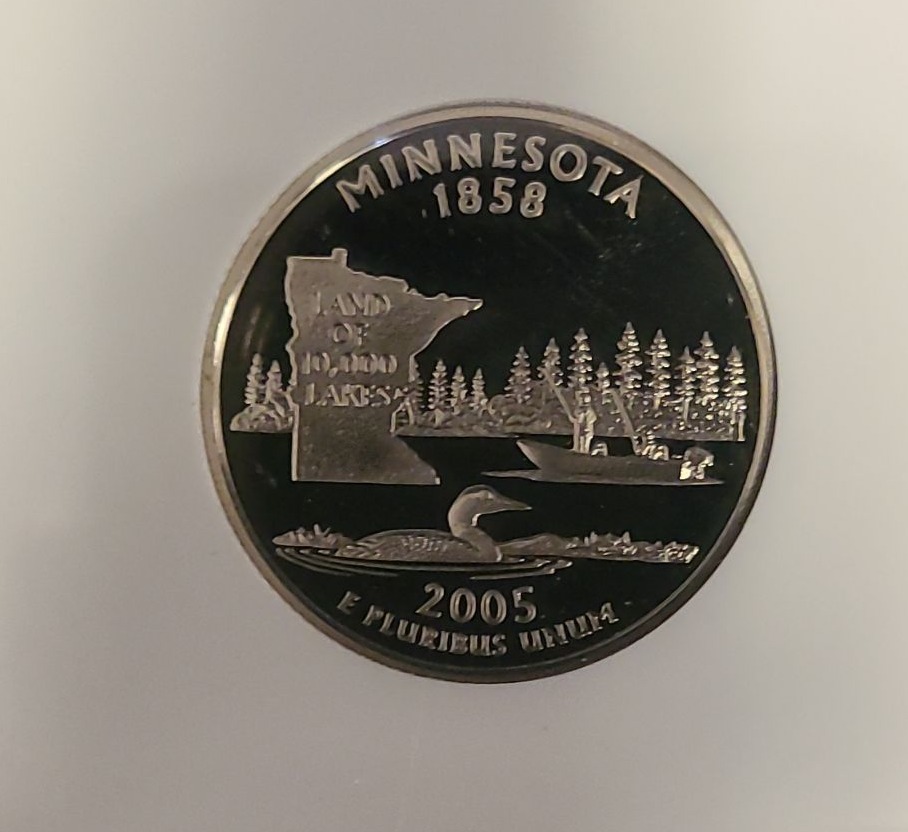 MINNESOTA
1858
LAND
OF
10,000
LAKES
2005
E PLURIBUS UNUM